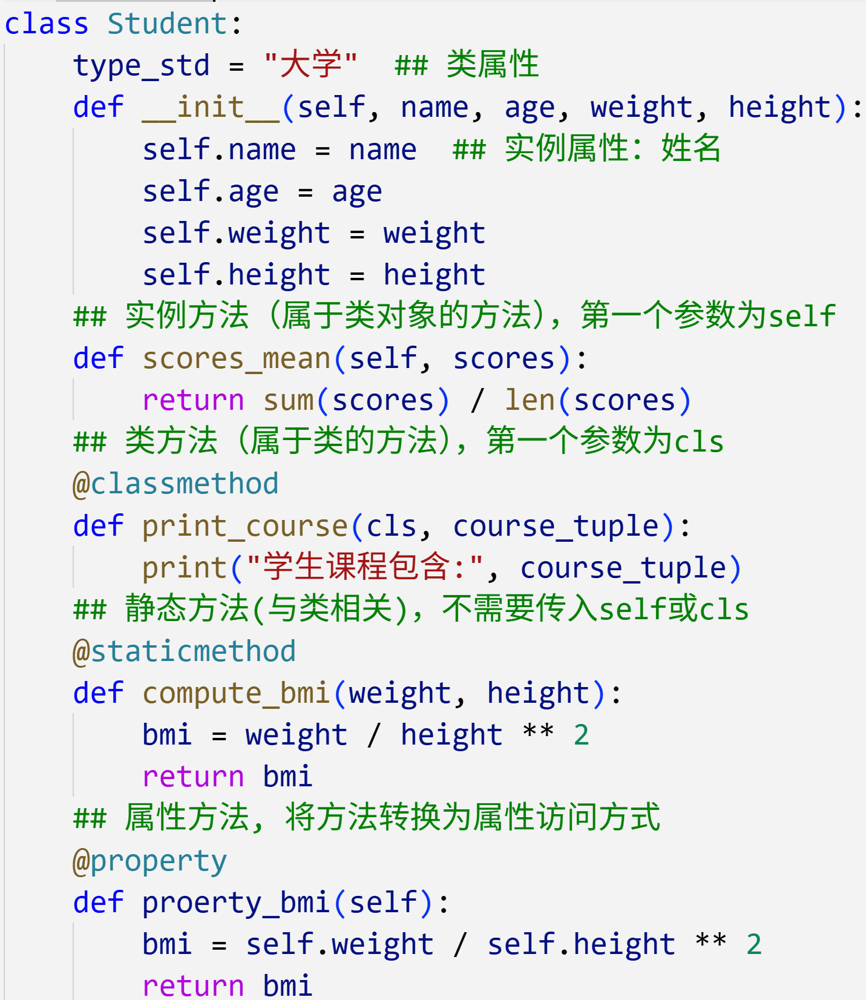 class Student:
    type_std = "大学"  ## 类属性
    def __init__(self, name, age, weight, height):
        self.name = name  ## 实例属性：姓名
        self.age = age
        self.weight = weight
        self.height = height
    ## 实例方法（属于类对象的方法），第一个参数为self
    def scores_mean(self, scores):
        return sum(scores) / len(scores)
    ## 类方法（属于类的方法），第一个参数为cls
    @classmethod
    def print_course(cls, course_tuple):
        print("学生课程包含:", course_tuple)
    ## 静态方法(与类相关)，不需要传入self或cls
    @staticmethod
    def compute_bmi(weight, height):
        bmi = weight / height ** 2
        return bmi
    ## 属性方法, 将方法转换为属性访问方式
    @property
    def proerty_bmi(self):
        bmi = self.weight / self.height ** 2
        return bmi